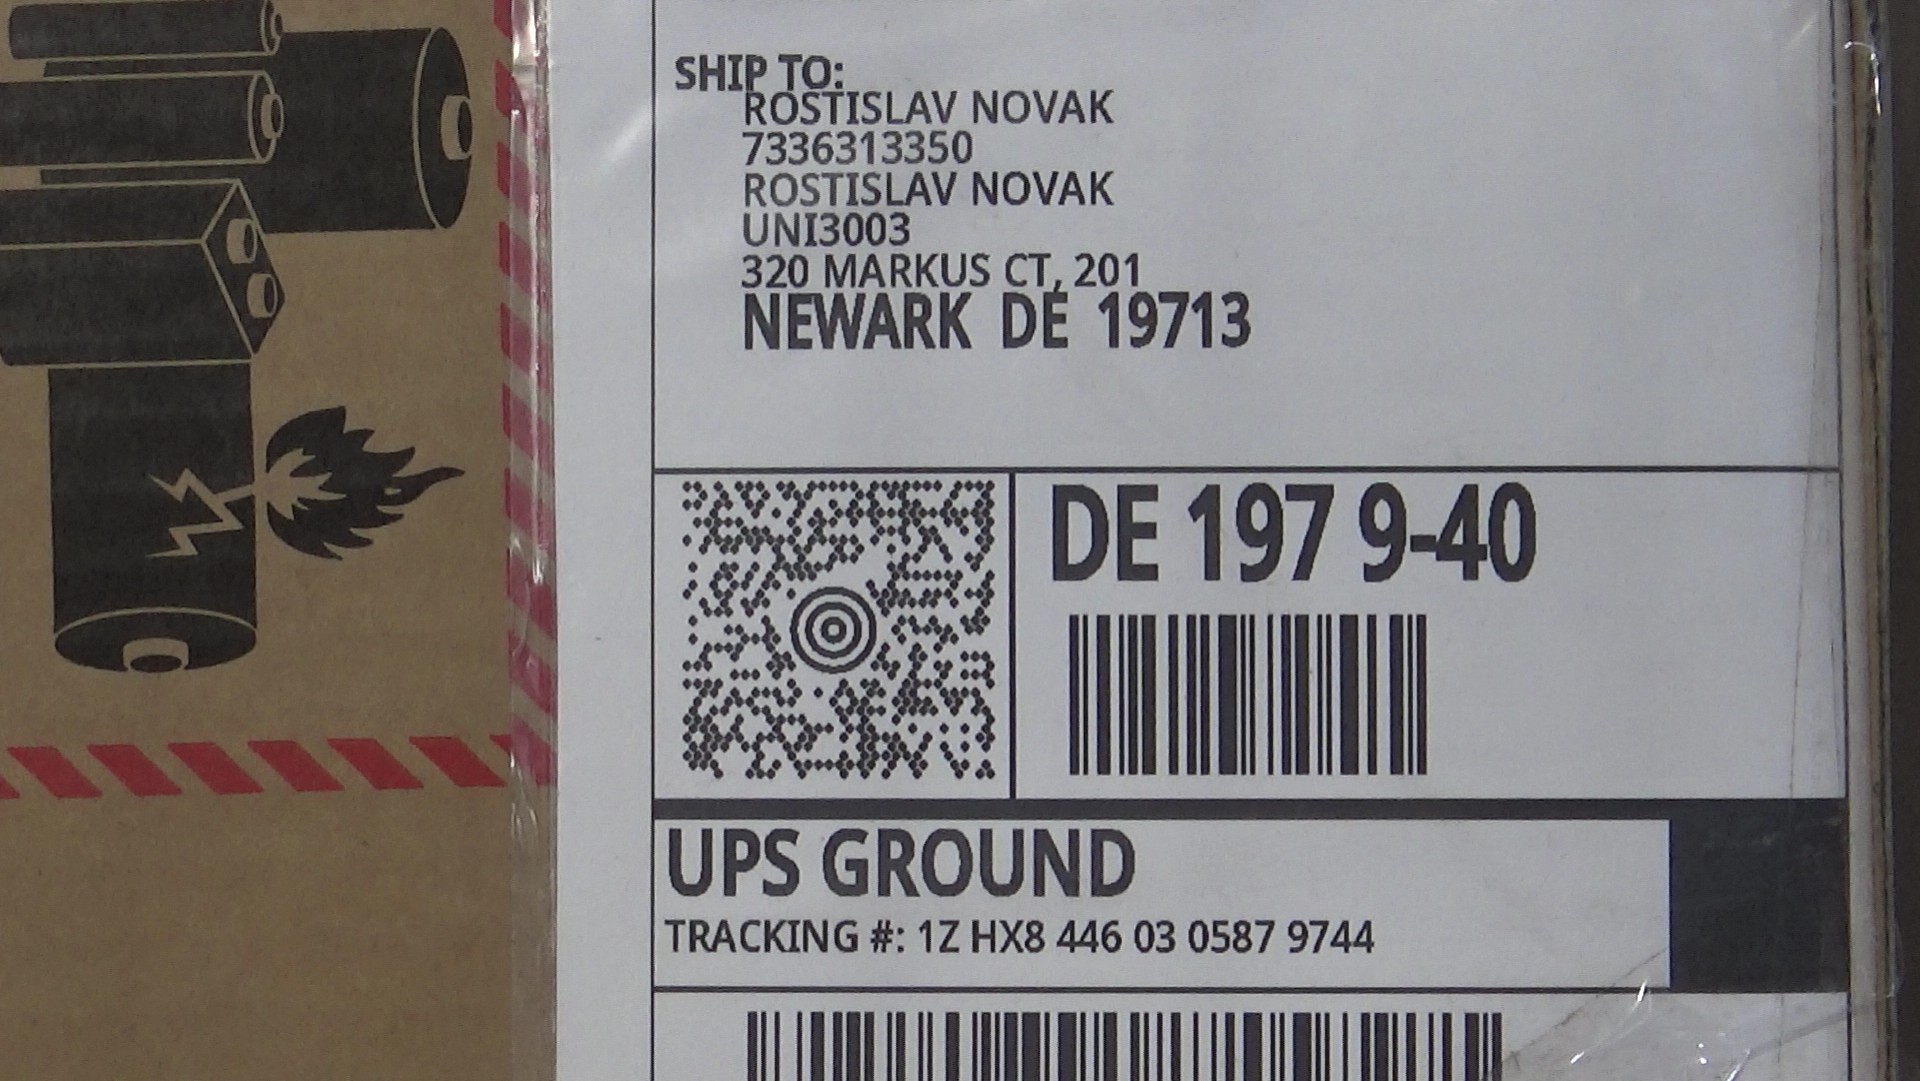 SHIP TO:
ROSTISLAV NOVAK
7336313350
ROSTISLAV NOVAK
UNI3003
320 MARKUS CT, 201
NEWARK DE 19713
DE 197 9-40
UPS GROUND
TRACKING #: 1Z HX8 446 03 0587 9744